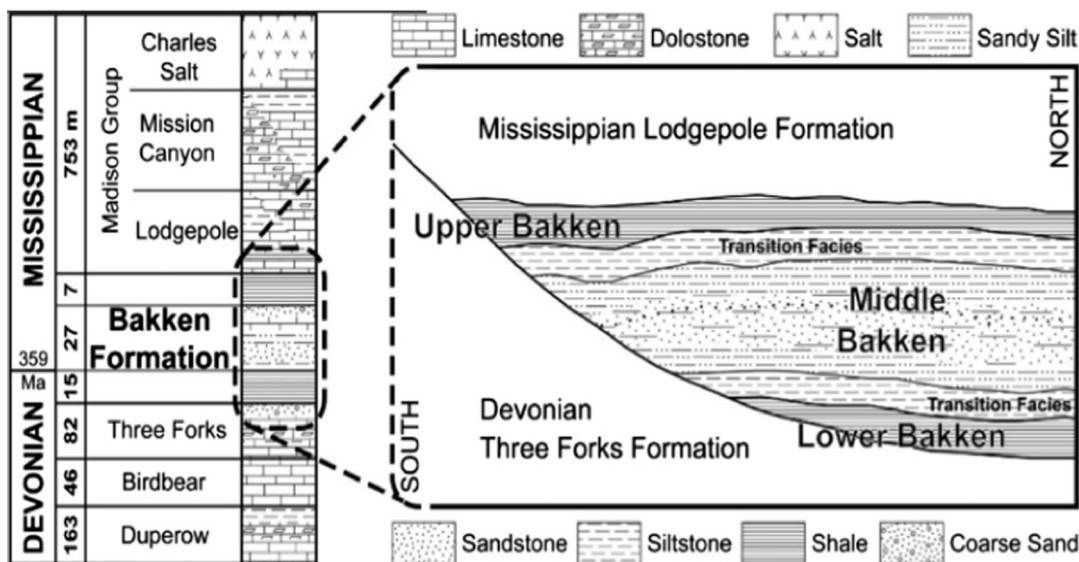 MISSISSIPPIAN
DEVONIAN
753 m
7
27
359
Ma
15
82
46
163
Madison Group
Charles
Salt
Mission
Canyon
Lodgepole
Bakken
Formation
Three Forks
Birdbear
Duperow
Limestone
Dolostone
Salt
Sandy Silt
NORTH
SOUTH
Mississippian Lodgepole Formation
Upper Bakken
Transition Facies
Middle
Bakken
Transition Facies
Lower Bakken
Devonian
Three Forks Formation
Sandstone
Siltstone
Shale
Coarse Sand